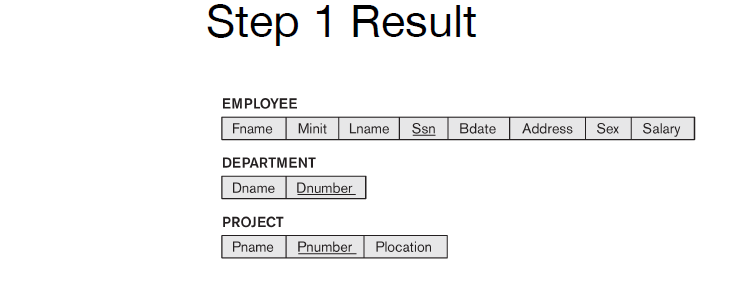 Step 1 Result
EMPLOYEE
Fname Minit Lname Ssn Bdate Address Sex Salary
DEPARTMENT
Dname Dnumber
PROJECT
Pname Pnumber Plocation